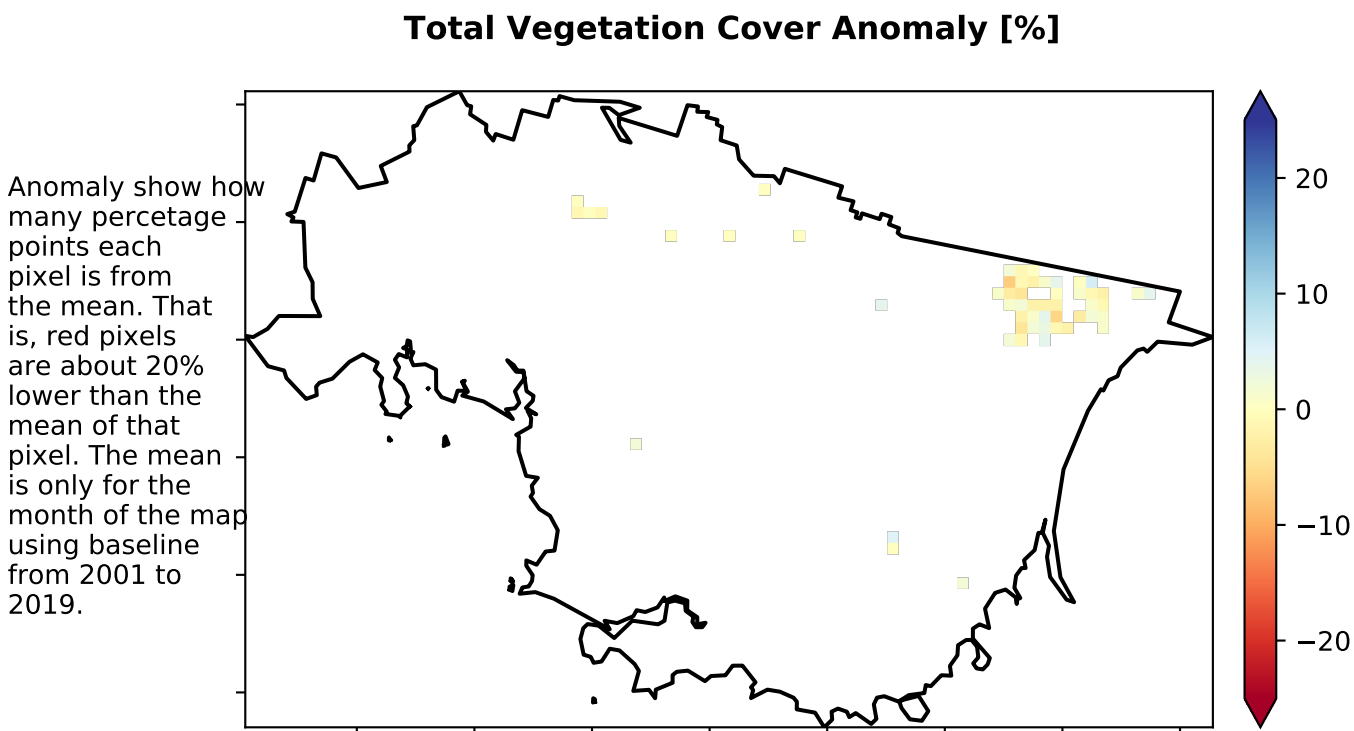 Total Vegetation Cover Anomaly [%]
Anomaly show how
many percetage
points each
pixel is from
the mean. That
is, red pixels
are about 20%
lower than the
mean of that
pixel. The mean
is only for the
month of the map
using baseline
from 2001 to
2019.
20
10
0
−10
−20